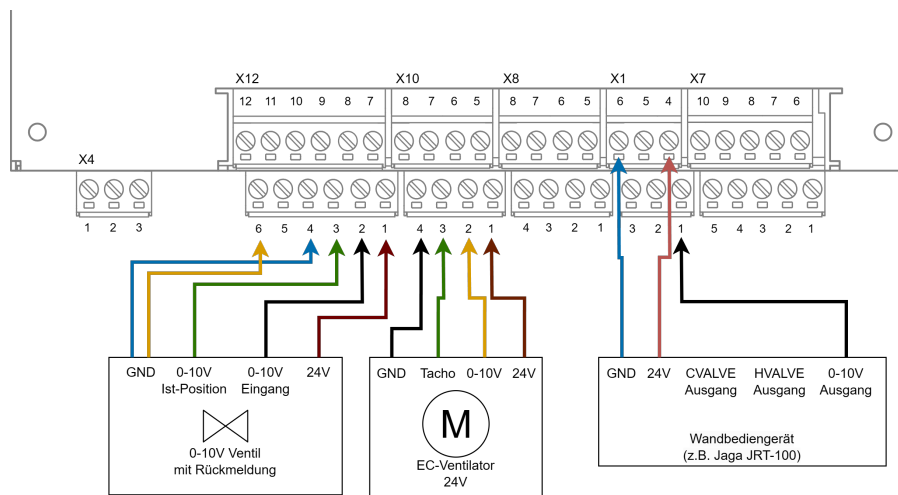 X12 X10 X8 X1 X7
12 11 10 9 8 7 8 7 6 5 8 7 6 5 6 5 4 10 9 8 7 6
X4
1 2 3
6 5 4 3 2 1 4 3 2 1 4 3 2 1 3 2 1 5 4 3 2 1
GND 0-10V 0-10V 24V
Ist-Position Eingang
0-10V Ventil
mit Rückmeldung
GND Tacho 0-10V 24V
M
EC-Ventilator
24V
GND 24V CVALVE HVALVE 0-10V
Ausgang Ausgang Ausgang
Wandbediengerät
(z.B. Jaga JRT-100)